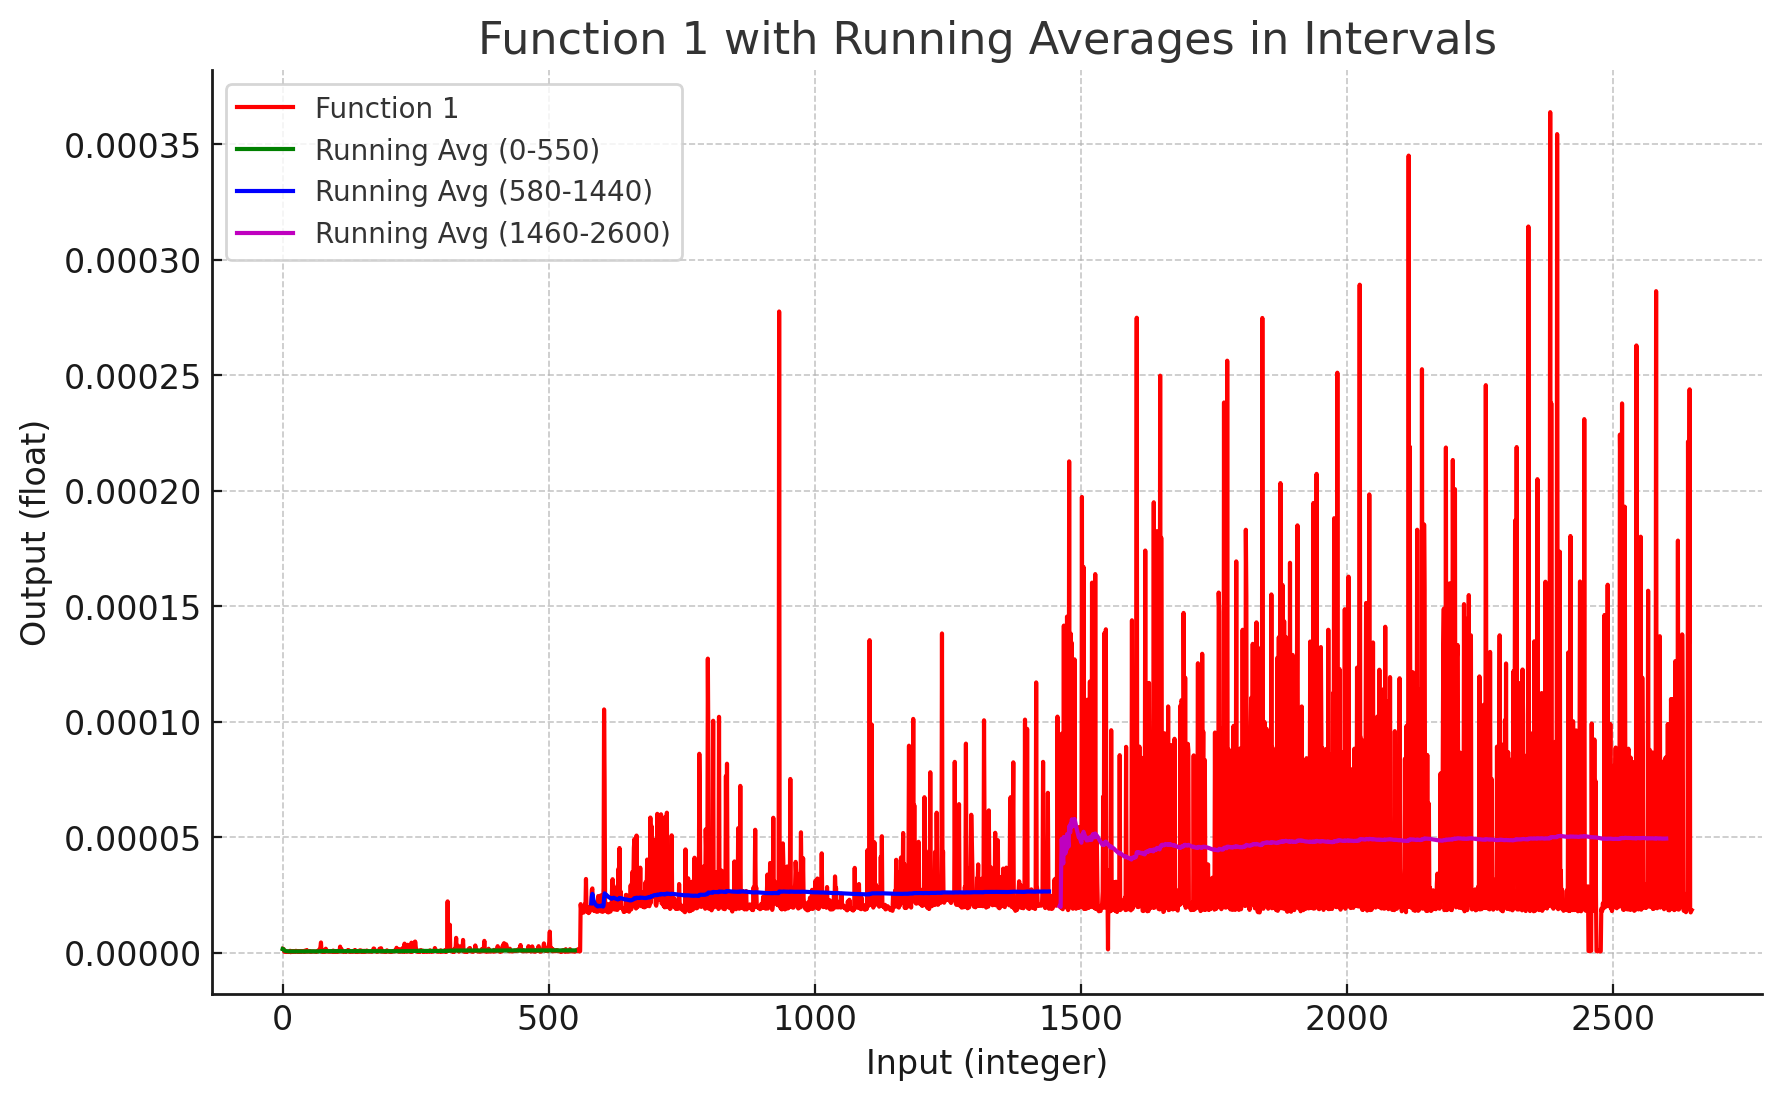 Function 1 with Running Averages in Intervals
Function 1
Running Avg (0-550)
Running Avg (580-1440)
Running Avg (1460-2600)
0.00035
0.00030
0.00025
0.00020
0.00015
0.00010
0.00005
0.00000
Output (float)
0
500
1000
1500
2000
2500
Input (integer)